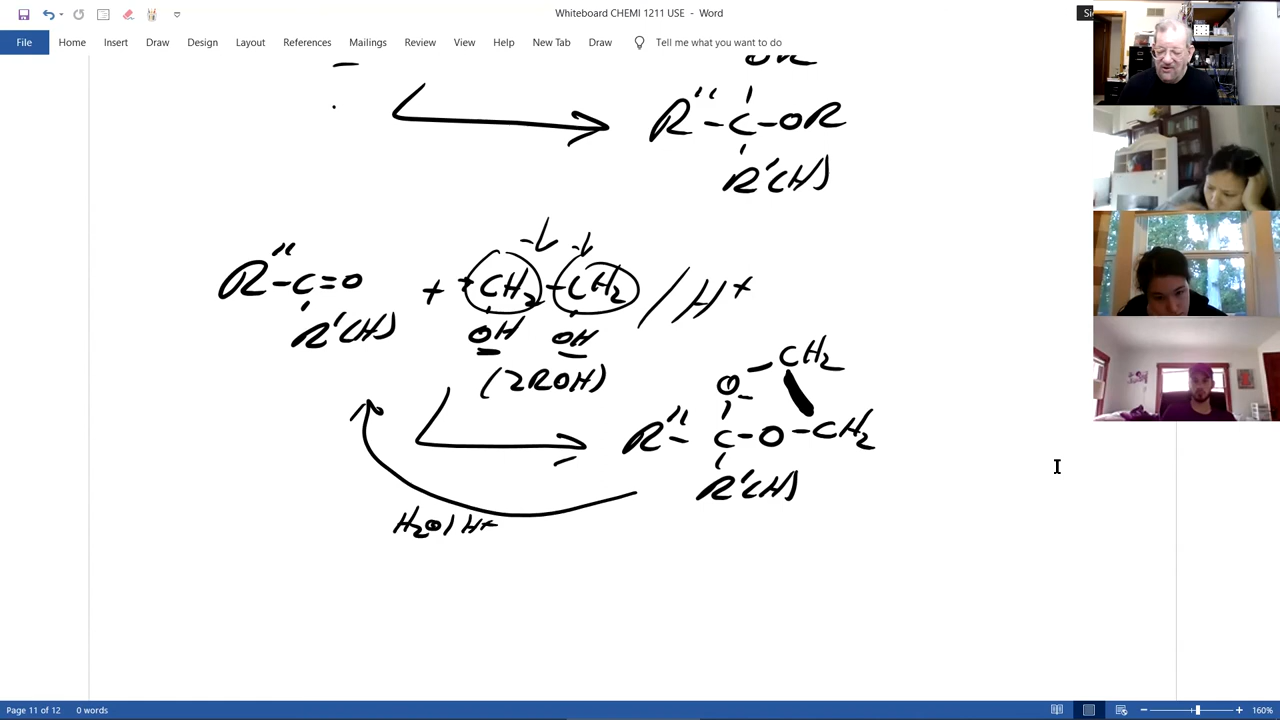 Whiteboard CHEMI 1211 USE - Word
File Home Insert Draw Design Layout References Mailings Review View Help New Tab Draw Tell me what you want to do
OR
R" - C - OR
R'(H)
R" - C = O + CH2 - CH2 / H+
R'(H) OH OH
(2ROH)
O - CH2
R" - C - O - CH2
R'(H)
H2O / H+
Page 11 of 12 0 words 160%